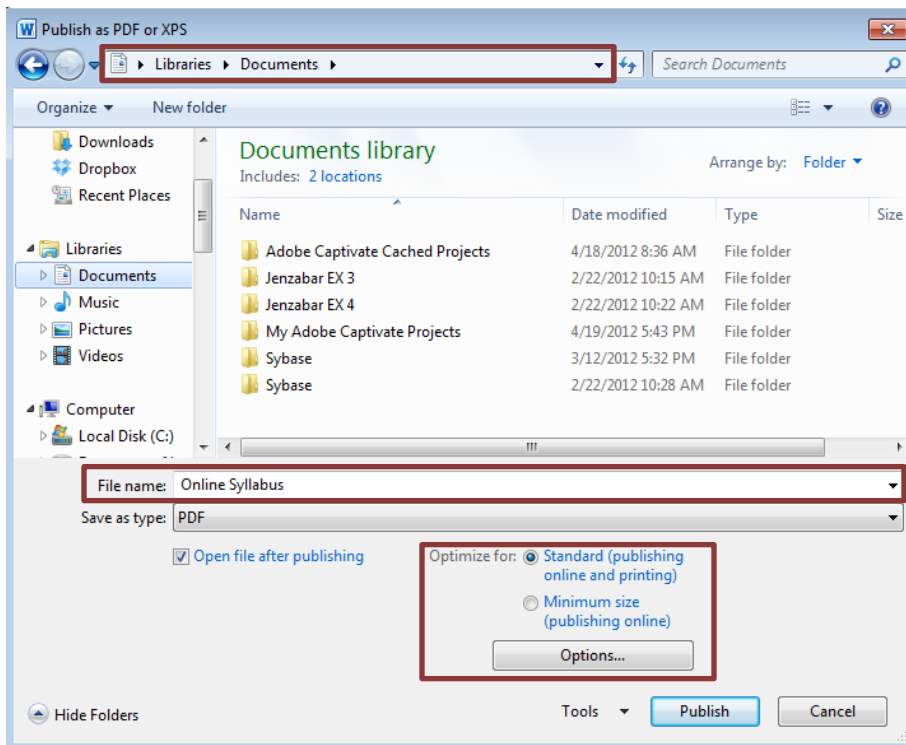 Publish as PDF or XPS
Libraries Documents
Search Documents
Organize New folder
Downloads
Dropbox
Recent Places
Libraries
Documents
Music
Pictures
Videos
Computer
Local Disk (C:)
Documents library
Includes: 2 locations
Arrange by: Folder
Name Date modified Type Size
Adobe Captivate Cached Projects 4/18/2012 8:36 AM File folder
Jenzabar EX 3 2/22/2012 10:15 AM File folder
Jenzabar EX 4 2/22/2012 10:22 AM File folder
My Adobe Captivate Projects 4/19/2012 5:43 PM File folder
Sybase 3/12/2012 5:32 PM File folder
Sybase 2/22/2012 10:28 AM File folder
File name: Online Syllabus
Save as type: PDF
Open file after publishing
Optimize for: Standard (publishing
online and printing)
Minimum size
(publishing online)
Options...
Hide Folders
Tools Publish Cancel